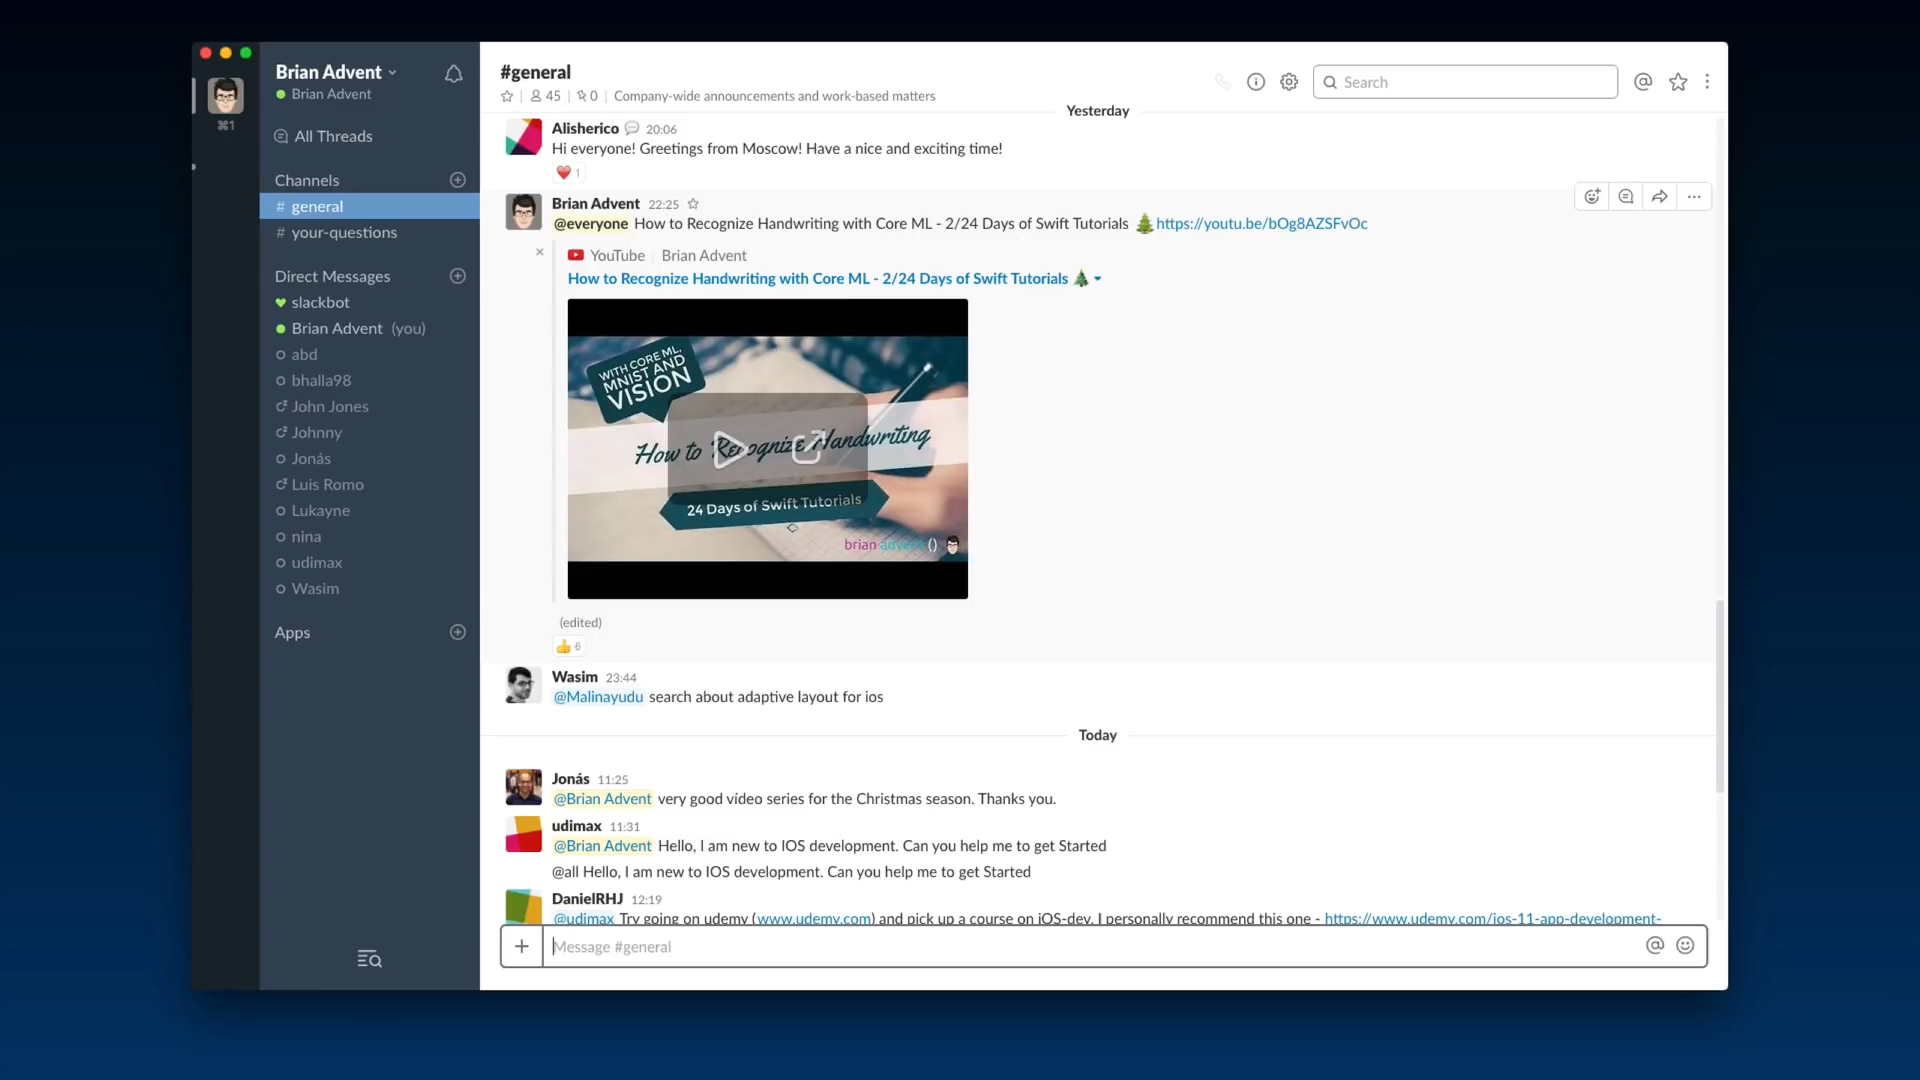 Brian Advent
Brian Advent
⌘1
All Threads
Channels
# general
# your-questions
Direct Messages
slackbot
Brian Advent (you)
abd
bhalla98
John Jones
Johnny
Jonás
Luis Romo
Lukayne
nina
udimax
Wasim
Apps
#general
45 | 0 | Company-wide announcements and work-based matters
Search
Yesterday
Alisherico 20:06
Hi everyone! Greetings from Moscow! Have a nice and exciting time!
1
Brian Advent 22:25
@everyone How to Recognize Handwriting with Core ML - 2/24 Days of Swift Tutorials 🎄https://youtu.be/bOg8AZSFvOc
YouTube | Brian Advent
How to Recognize Handwriting with Core ML - 2/24 Days of Swift Tutorials 🎄
WITH CORE ML,
MNIST AND
VISION
How to Recognize Handwriting
24 Days of Swift Tutorials
brian advent ()
(edited)
6
Wasim 23:44
@Malinayudu search about adaptive layout for ios
Today
Jonás 11:25
@Brian Advent very good vídeo series for the Christmas season. Thanks you.
udimax 11:31
@Brian Advent Hello, I am new to IOS development. Can you help me to get Started
@all Hello, I am new to IOS development. Can you help me to get Started
DanielRHJ 12:19
@udimax Try going on udemy (www.udemy.com) and pick up a course on iOS-dev. I personally recommend this one - https://www.udemy.com/ios-11-app-development-
Message #general